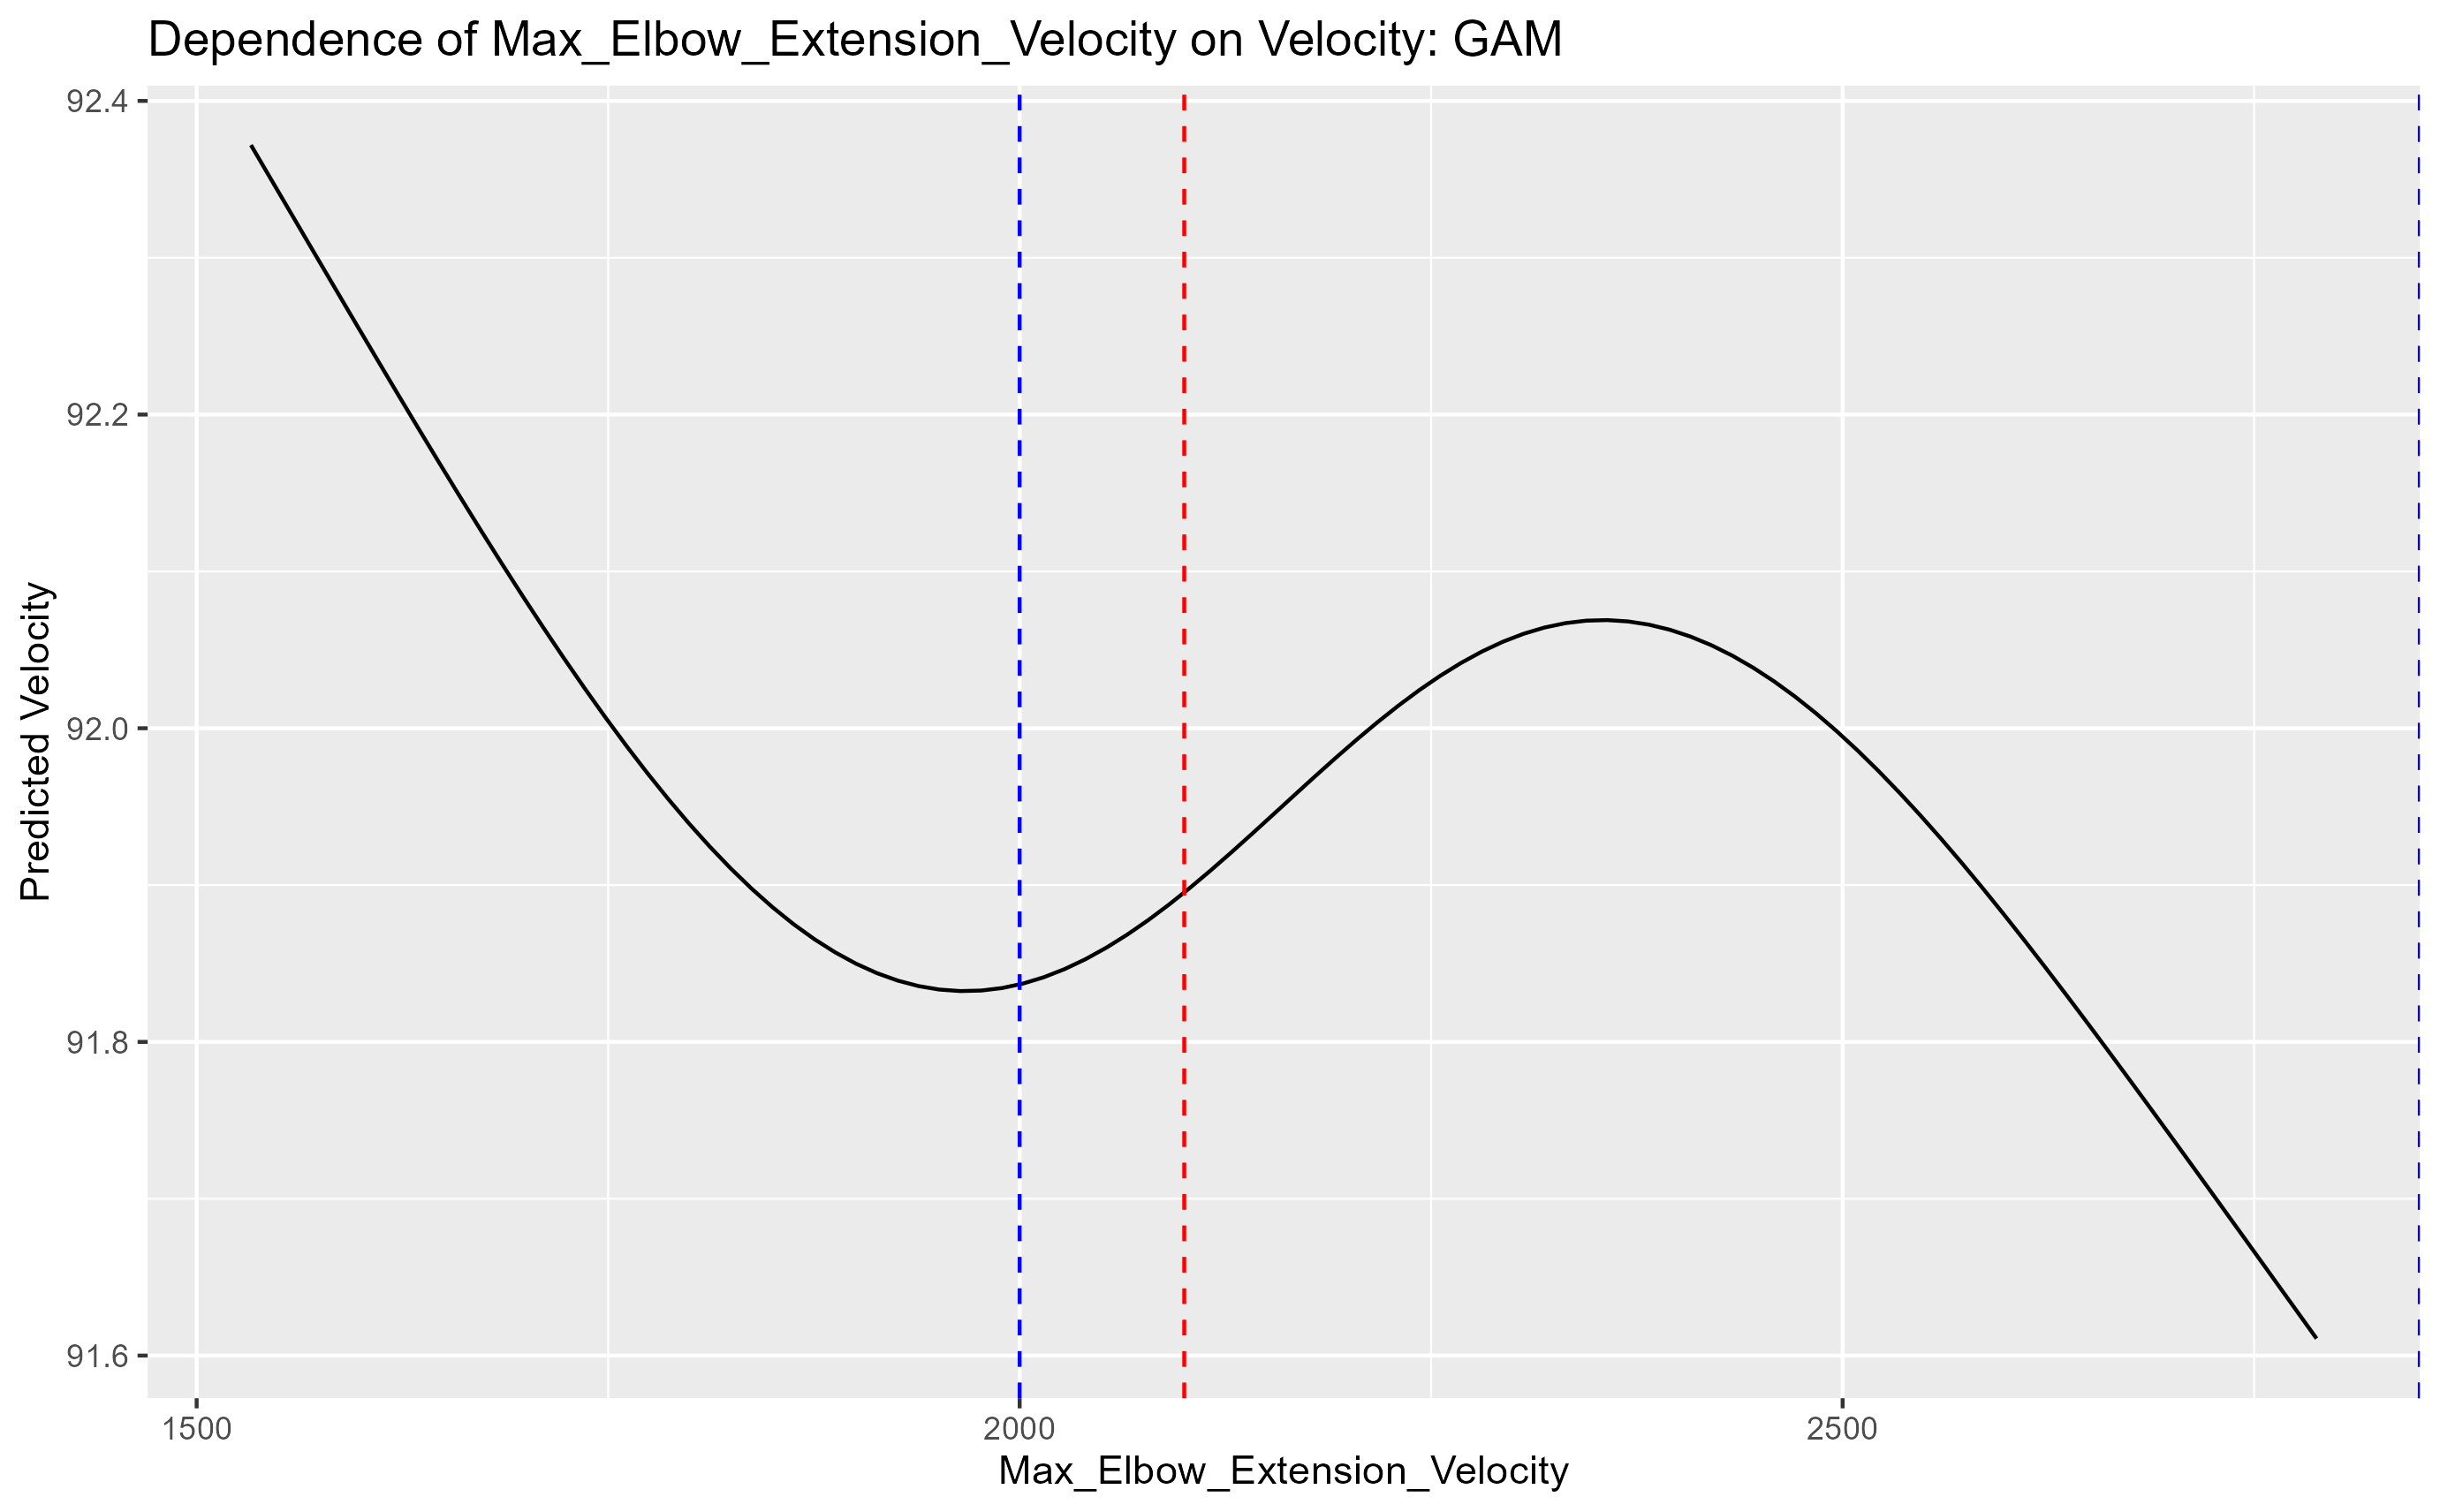 Dependence of Max_Elbow_Extension_Velocity on Velocity: GAM
Predicted Velocity
92.4
92.2
92.0
91.8
91.6
1500 2000 2500
Max_Elbow_Extension_Velocity